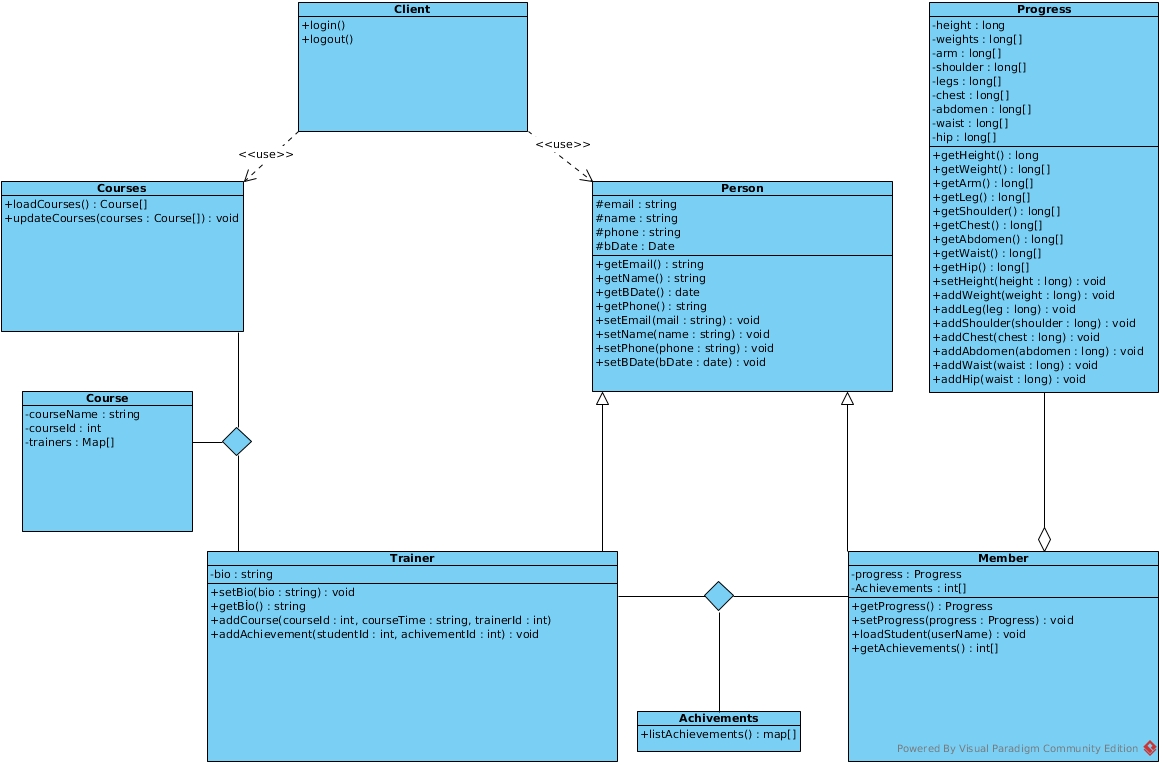 Client
+login()
+logout()
<<use>>
<<use>>
Courses
+loadCourses() : Course[]
+updateCourses(courses : Course[]) : void
Person
#email : string
#name : string
#phone : string
#bDate : Date
+getEmail() : string
+getName() : string
+getBDate() : date
+getPhone() : string
+setEmail(mail : string) : void
+setName(name : string) : void
+setPhone(phone : string) : void
+setBDate(bDate : date) : void
Progress
-height : long
-weights : long[]
-arm : long[]
-shoulder : long[]
-legs : long[]
-chest : long[]
-abdomen : long[]
-waist : long[]
-hip : long[]
+getHeight() : long
+getWeight() : long[]
+getArm() : long[]
+getLeg() : long[]
+getShoulder() : long[]
+getChest() : long[]
+getAbdomen() : long[]
+getWaist() : long[]
+getHip() : long[]
+setHeight(height : long) : void
+addWeight(weight : long) : void
+addLeg(leg : long) : void
+addShoulder(shoulder : long) : void
+addChest(chest : long) : void
+addAbdomen(abdomen : long) : void
+addWaist(waist : long) : void
+addHip(waist : long) : void
Course
-courseName : string
-courseId : int
-trainers : Map[]
Trainer
-bio : string
+setBio(bio : string) : void
+getBİo() : string
+addCourse(courseId : int, courseTime : string, trainerId : int)
+addAchievement(studentId : int, achivementId : int) : void
Member
-progress : Progress
-Achievements : int[]
+getProgress() : Progress
+setProgress(progress : Progress) : void
+loadStudent(userName) : void
+getAchievements() : int[]
Achivements
+listAchievements() : map[]
Powered By Visual Paradigm Community Edition